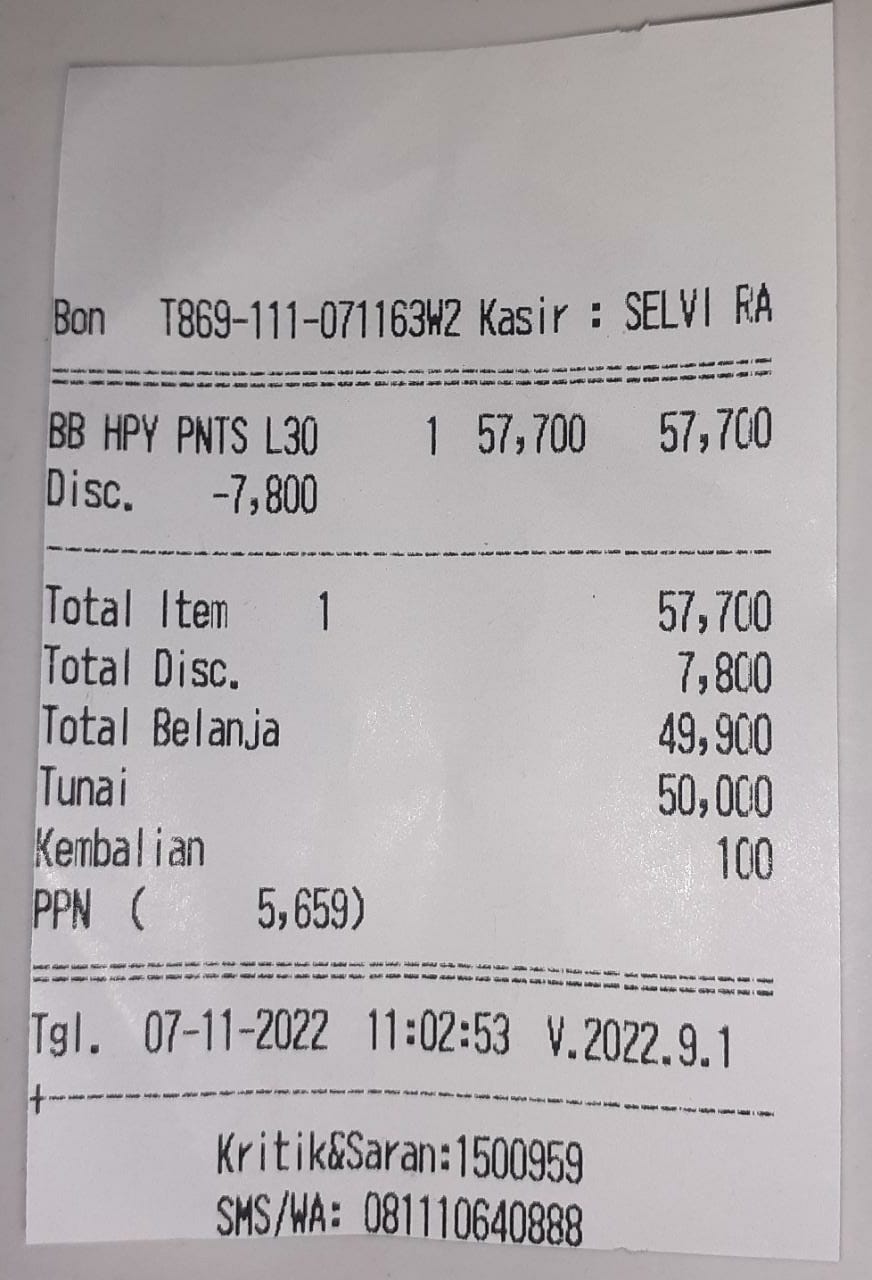 Bon T869-111-071163W2 Kasir : SELVI RA
BB HPY PNTS L30 1 57,700 57,700
Disc. -7,800
Total Item 1 57,700
Total Disc. 7,800
Total Belanja 49,900
Tunai 50,000
Kembalian 100
PPN ( 5,659)
Tgl. 07-11-2022 11:02:53 V.2022.9.1
Kritik&Saran:1500959
SMS/WA: 081110640888